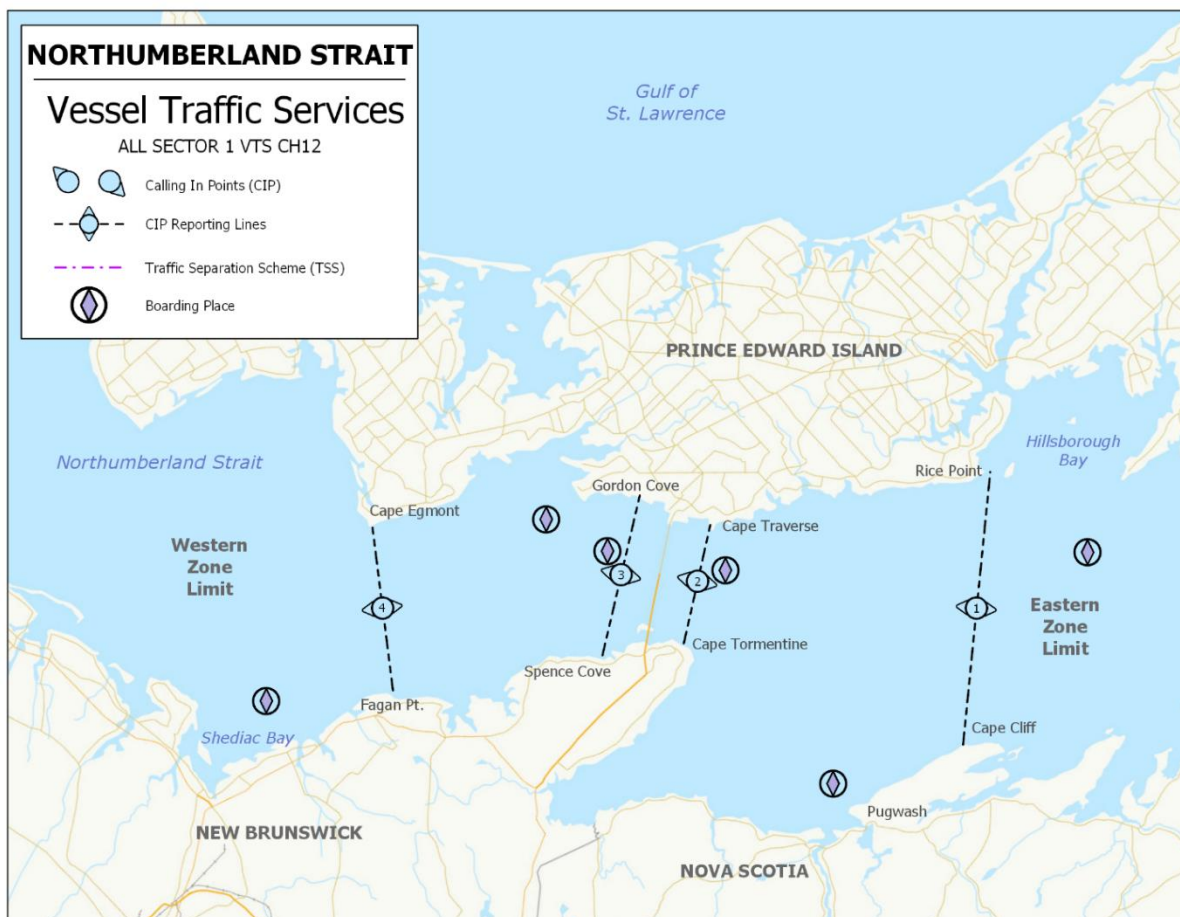 NORTHUMBERLAND STRAIT
Vessel Traffic Services
ALL SECTOR 1 VTS CH12
Calling In Points (CIP)
CIP Reporting Lines
Traffic Separation Scheme (TSS)
Boarding Place
Gulf of
St. Lawrence
PRINCE EDWARD ISLAND
Northumberland Strait
Hillsborough
Bay
Rice Point
Gordon Cove
Cape Egmont
Cape Traverse
Western
Zone
Limit
3
2
4
1
Eastern
Zone
Limit
Cape Tormentine
Spence Cove
Fagan Pt.
Shediac Bay
Cape Cliff
Pugwash
NEW BRUNSWICK
NOVA SCOTIA